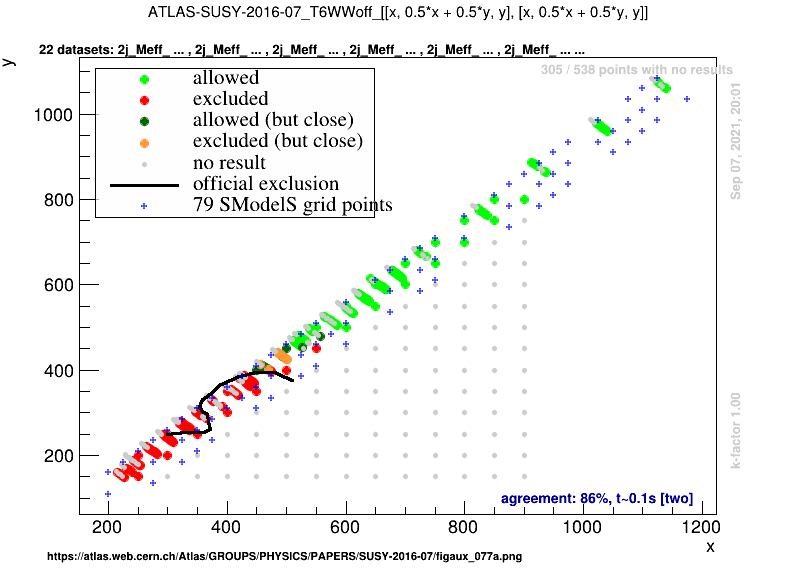 ATLAS-SUSY-2016-07_T6WWoff_[[x, 0.5*x + 0.5*y, y], [x, 0.5*x + 0.5*y, y]]
22 datasets: 2j_Meff_ ... , 2j_Meff_ ... , 2j_Meff_ ... , 2j_Meff_ ... , 2j_Meff_ ... , 2j_Meff_ ... ...
y
305 / 538 points with no results
allowed
excluded
allowed (but close)
excluded (but close)
no result
official exclusion
79 SModelS grid points
Sep 07, 2021, 20:01
k-factor 1.00
1000
800
600
400
200
agreement: 86%, t~0.1s [two]
200 400 600 800 1000 1200
x
https://atlas.web.cern.ch/Atlas/GROUPS/PHYSICS/PAPERS/SUSY-2016-07/figaux_077a.png